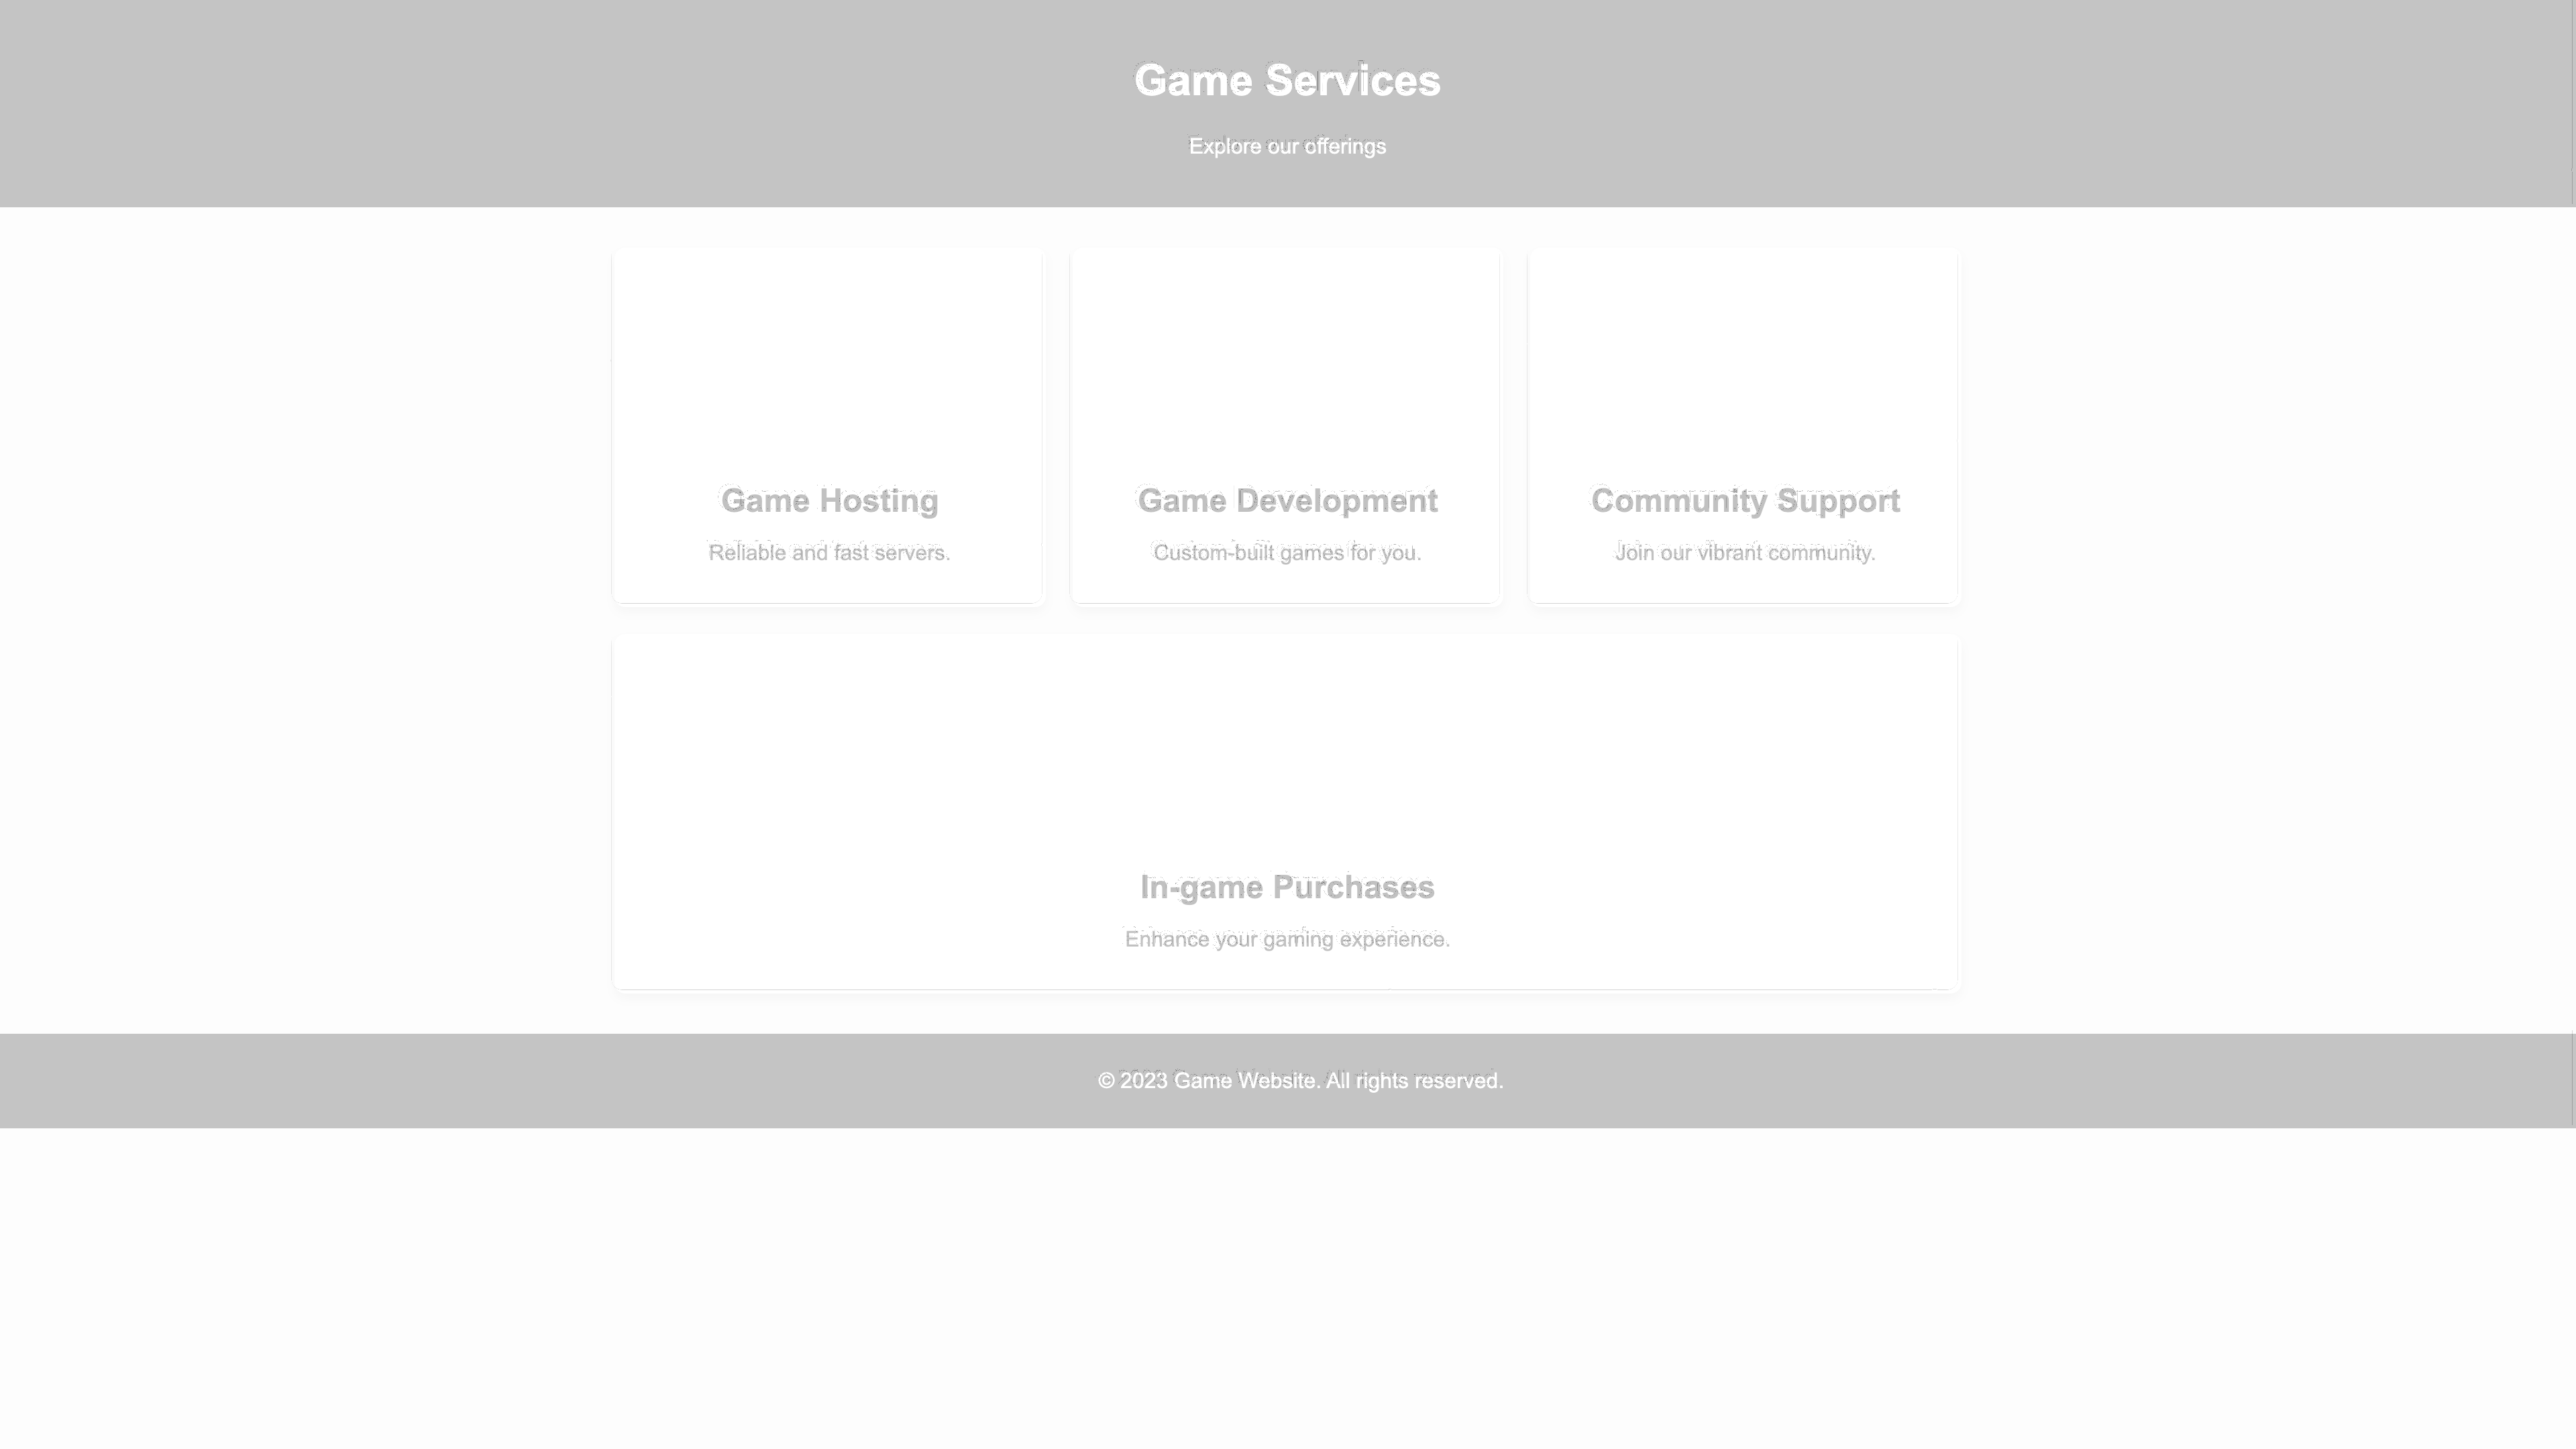 Game Services
Explore our offerings
Game Hosting
Reliable and fast servers.
Game Development
Custom-built games for you.
Community Support
Join our vibrant community.
In-game Purchases
Enhance your gaming experience.
© 2023 Game Website. All rights reserved.